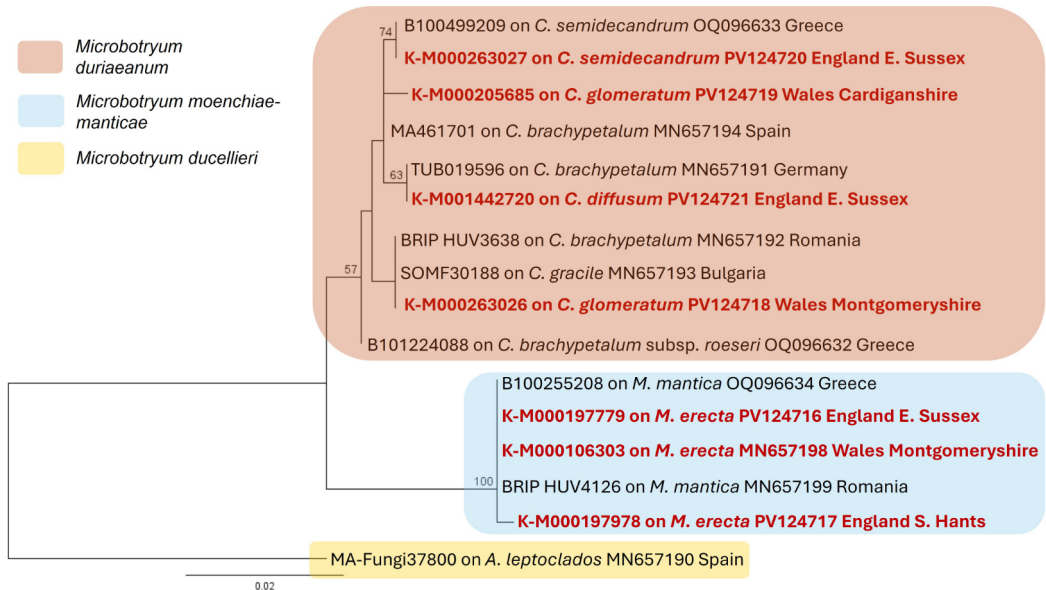 Microbotryum
duriaeanum
Microbotryum moenchiae-
manticae
Microbotryum ducellieri
74
B100499209 on C. semidecandrum OQ096633 Greece
K-M000263027 on C. semidecandrum PV124720 England E. Sussex
K-M000205685 on C. glomeratum PV124719 Wales Cardiganshire
MA461701 on C. brachypetalum MN657194 Spain
TUB019596 on C. brachypetalum MN657191 Germany
63
K-M001442720 on C. diffusum PV124721 England E. Sussex
BRIP HUV3638 on C. brachypetalum MN657192 Romania
57
SOMF30188 on C. gracile MN657193 Bulgaria
K-M000263026 on C. glomeratum PV124718 Wales Montgomeryshire
B101224088 on C. brachypetalum subsp. roeseri OQ096632 Greece
B100255208 on M. mantica OQ096634 Greece
K-M000197779 on M. erecta PV124716 England E. Sussex
K-M000106303 on M. erecta MN657198 Wales Montgomeryshire
100
BRIP HUV4126 on M. mantica MN657199 Romania
K-M000197978 on M. erecta PV124717 England S. Hants
MA-Fungi37800 on A. leptoclados MN657190 Spain
0.02